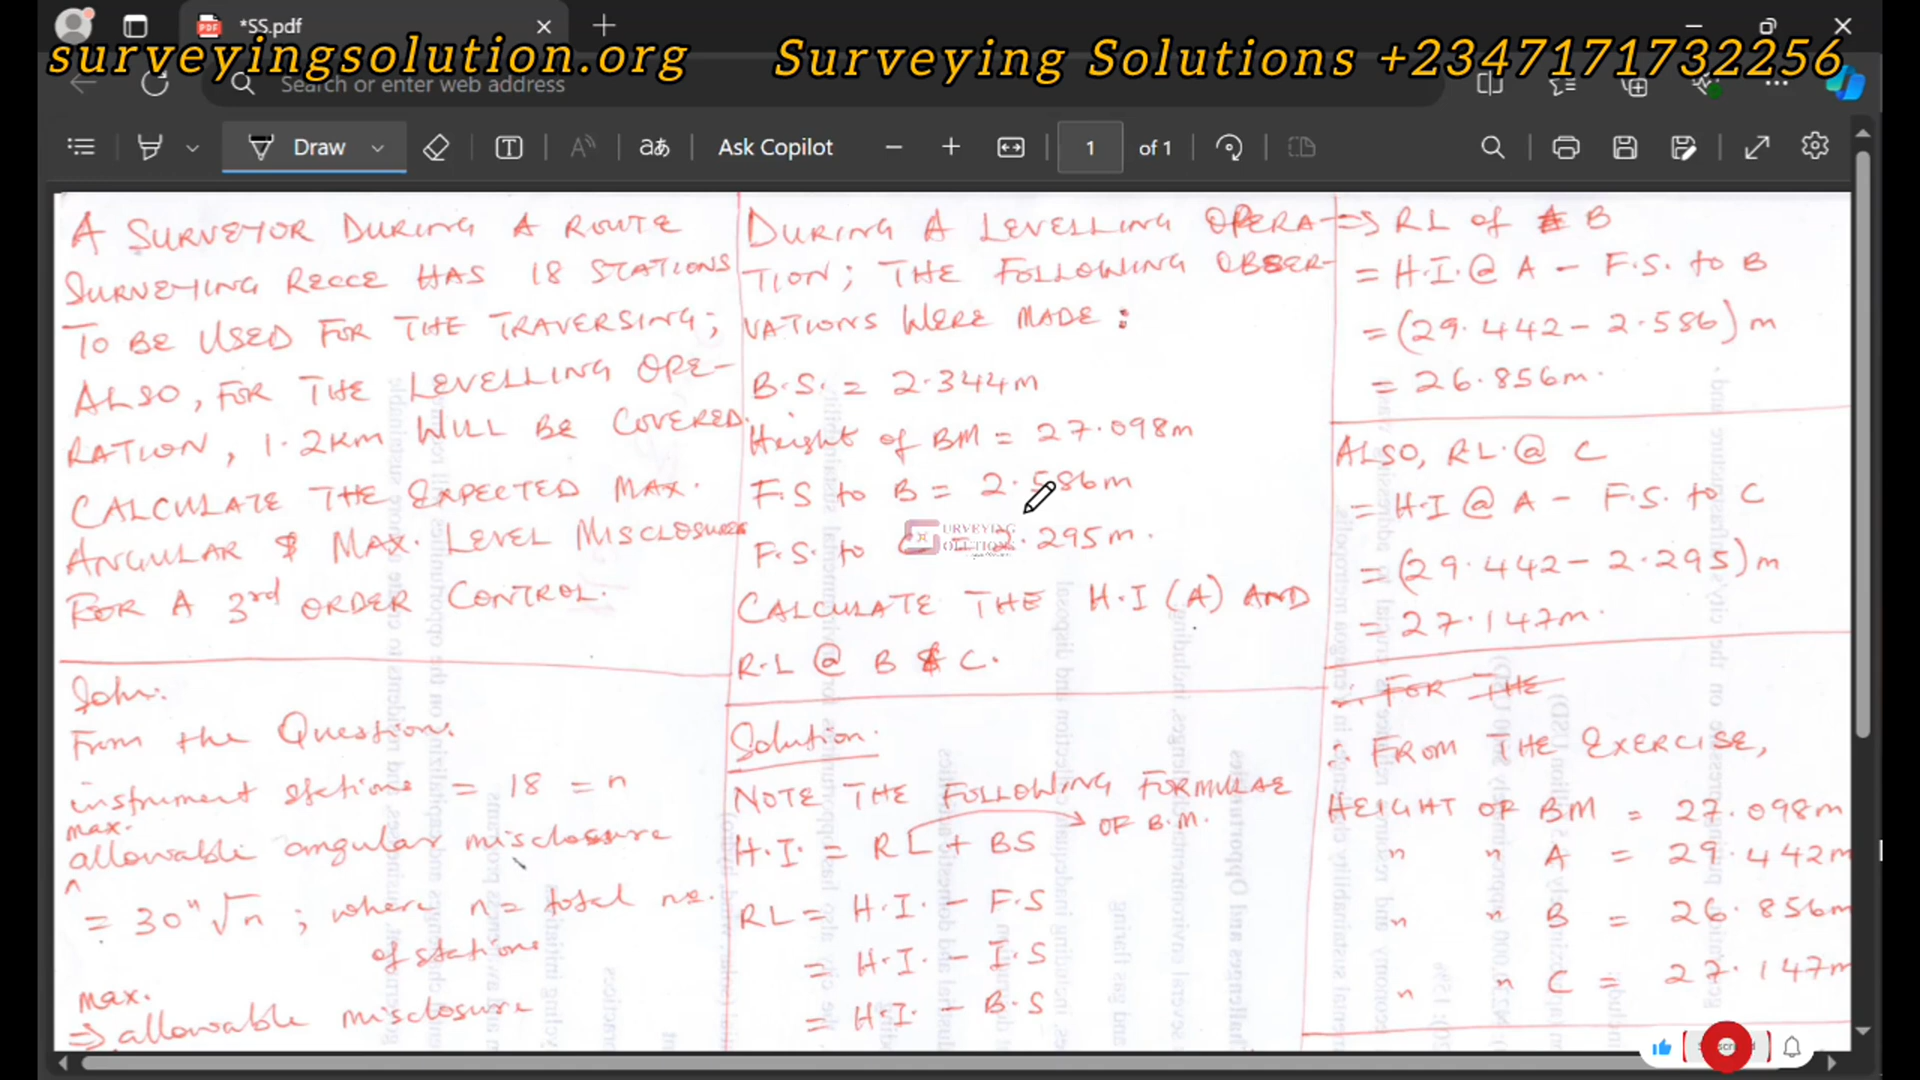 *SS.pdf
surveyingsolution.org
Surveying Solutions +2347171732256
Search or enter web address
Draw
Ask Copilot
1 of 1
A SURVEYOR DURING A ROUTE
SURVEYING RECCE HAS 18 STATIONS
TO BE USED FOR THE TRAVERSING;
ALSO, FOR THE LEVELLING OPE-
RATION, 1.2KM WILL BE COVERED.
CALCULATE THE EXPECTED MAX.
ANGULAR & MAX. LEVEL MISCLOSURES
FOR A 3rd ORDER CONTROL.
Soln:
From the Question.
instrument stations = 18 = n
max.
allowable angular misclosure
^
= 30" √n ; where n = total no.
of stations
max.
=> allowable misclosure
DURING A LEVELLING OPERA-
TION; THE FOLLOWING OBSER-
VATIONS WERE MADE:
B.S. = 2.344m
Height of BM = 27.098m
F.S to B = 2.586m
F.S. to C = 2.295m.
SURVEYING
SOLUTIONS
CALCULATE THE H.I (A) AND
R.L @ B & C.
Solution.
NOTE THE FOLLOWING FORMULAE
OF B.M.
H.I. = RL + BS
RL = H.I. - F.S
= H.I. - I.S
= H.I. - B.S
=> RL of B
= H.I. @ A - F.S. to B
= (29.442 - 2.586)m
= 26.856m.
ALSO, R.L. @ C
= H.I @ A - F.S. to C
= (29.442 - 2.295)m
= 27.147m.
∴ FOR THE
∴ FROM THE EXERCISE,
HEIGHT OF BM = 27.098m
" " A = 29.442m
" " B = 26.856m
" " C = 27.147m